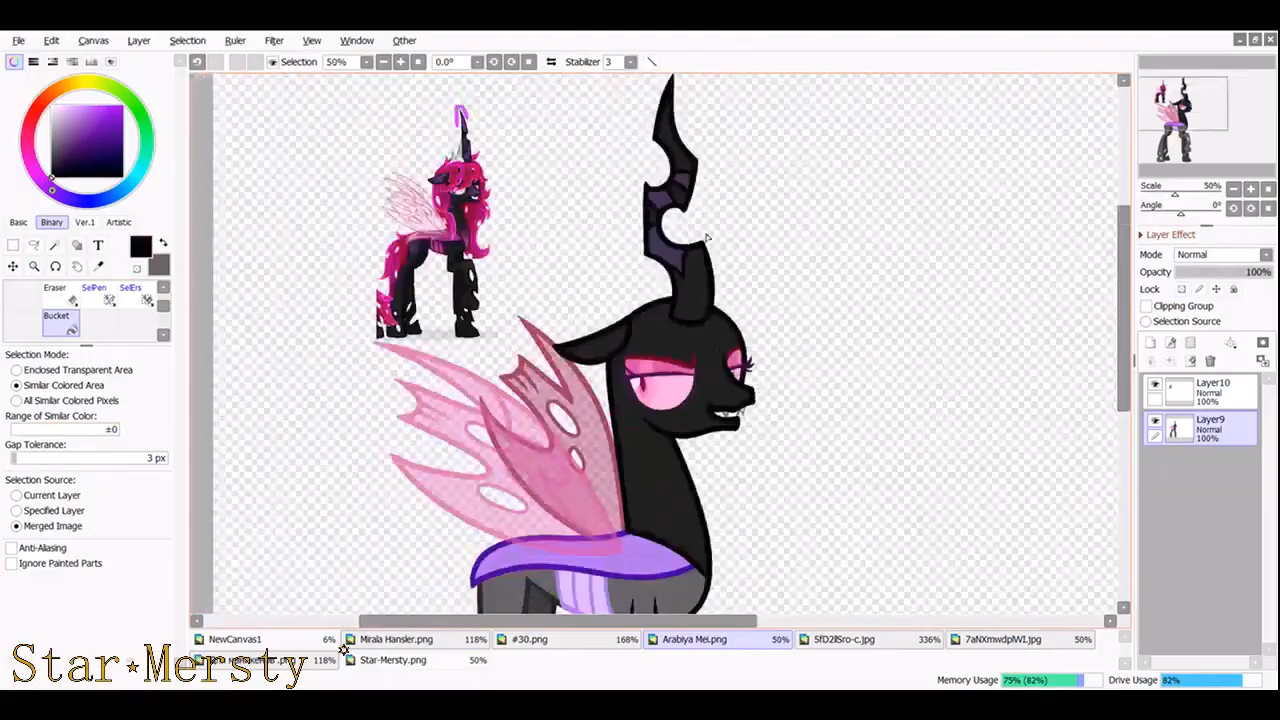 File Edit Canvas Layer Selection Ruler Filter View Window Other
Selection 50% 0.0° Stabilizer 3
Scale 50%
Angle 0°
Layer Effect
Basic Binary Ver.1 Artistic
Mode Normal
Opacity 100%
T
Lock
Eraser SelPen SelErs
Clipping Group
Bucket
Selection Source
Selection Mode:
Enclosed Transparent Area
Similar Colored Area
All Similar Colored Pixels
Range of Similar Color:
±0
Gap Tolerance:
3 px
Selection Source:
Current Layer
Specified Layer
Merged Image
Anti-Aliasing
Ignore Painted Parts
Layer10
Normal
100%
Layer9
Normal
100%
NewCanvas1 6% Mirala Hansler.png 118% #30.png 168% Arabiya Mei.png 50% 336% 50%
118% Star-Mersty.png 50%
Star⋆Mersty
Memory Usage 75% (82%) Drive Usage 82%